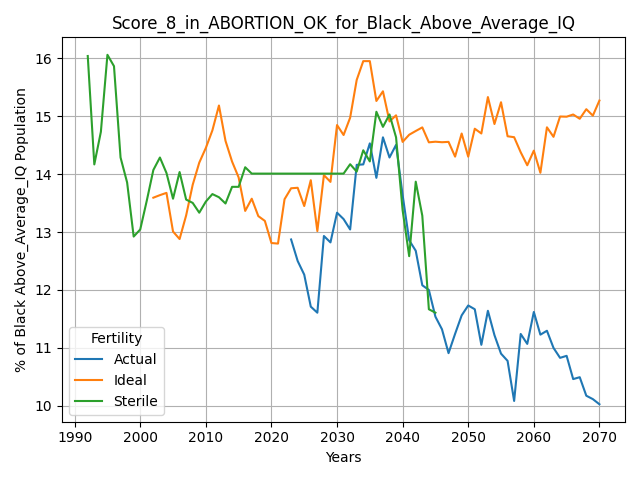 Score_8_in_ABORTION_OK_for_Black_Above_Average_IQ
% of Black Above_Average_IQ Population
16
15
14
13
12
11
10
Fertility
Actual
Ideal
Sterile
1990 2000 2010 2020 2030 2040 2050 2060 2070
Years